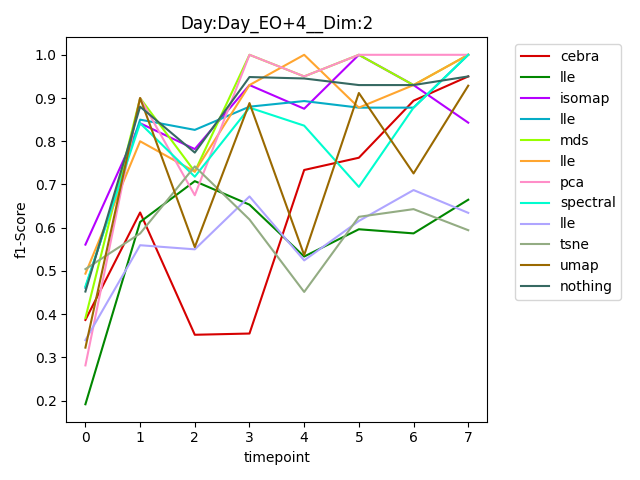 Day:Day_EO+4__Dim:2
f1-Score
1.0
0.9
0.8
0.7
0.6
0.5
0.4
0.3
0.2
0 1 2 3 4 5 6 7
timepoint
cebra
lle
isomap
lle
mds
lle
pca
spectral
lle
tsne
umap
nothing